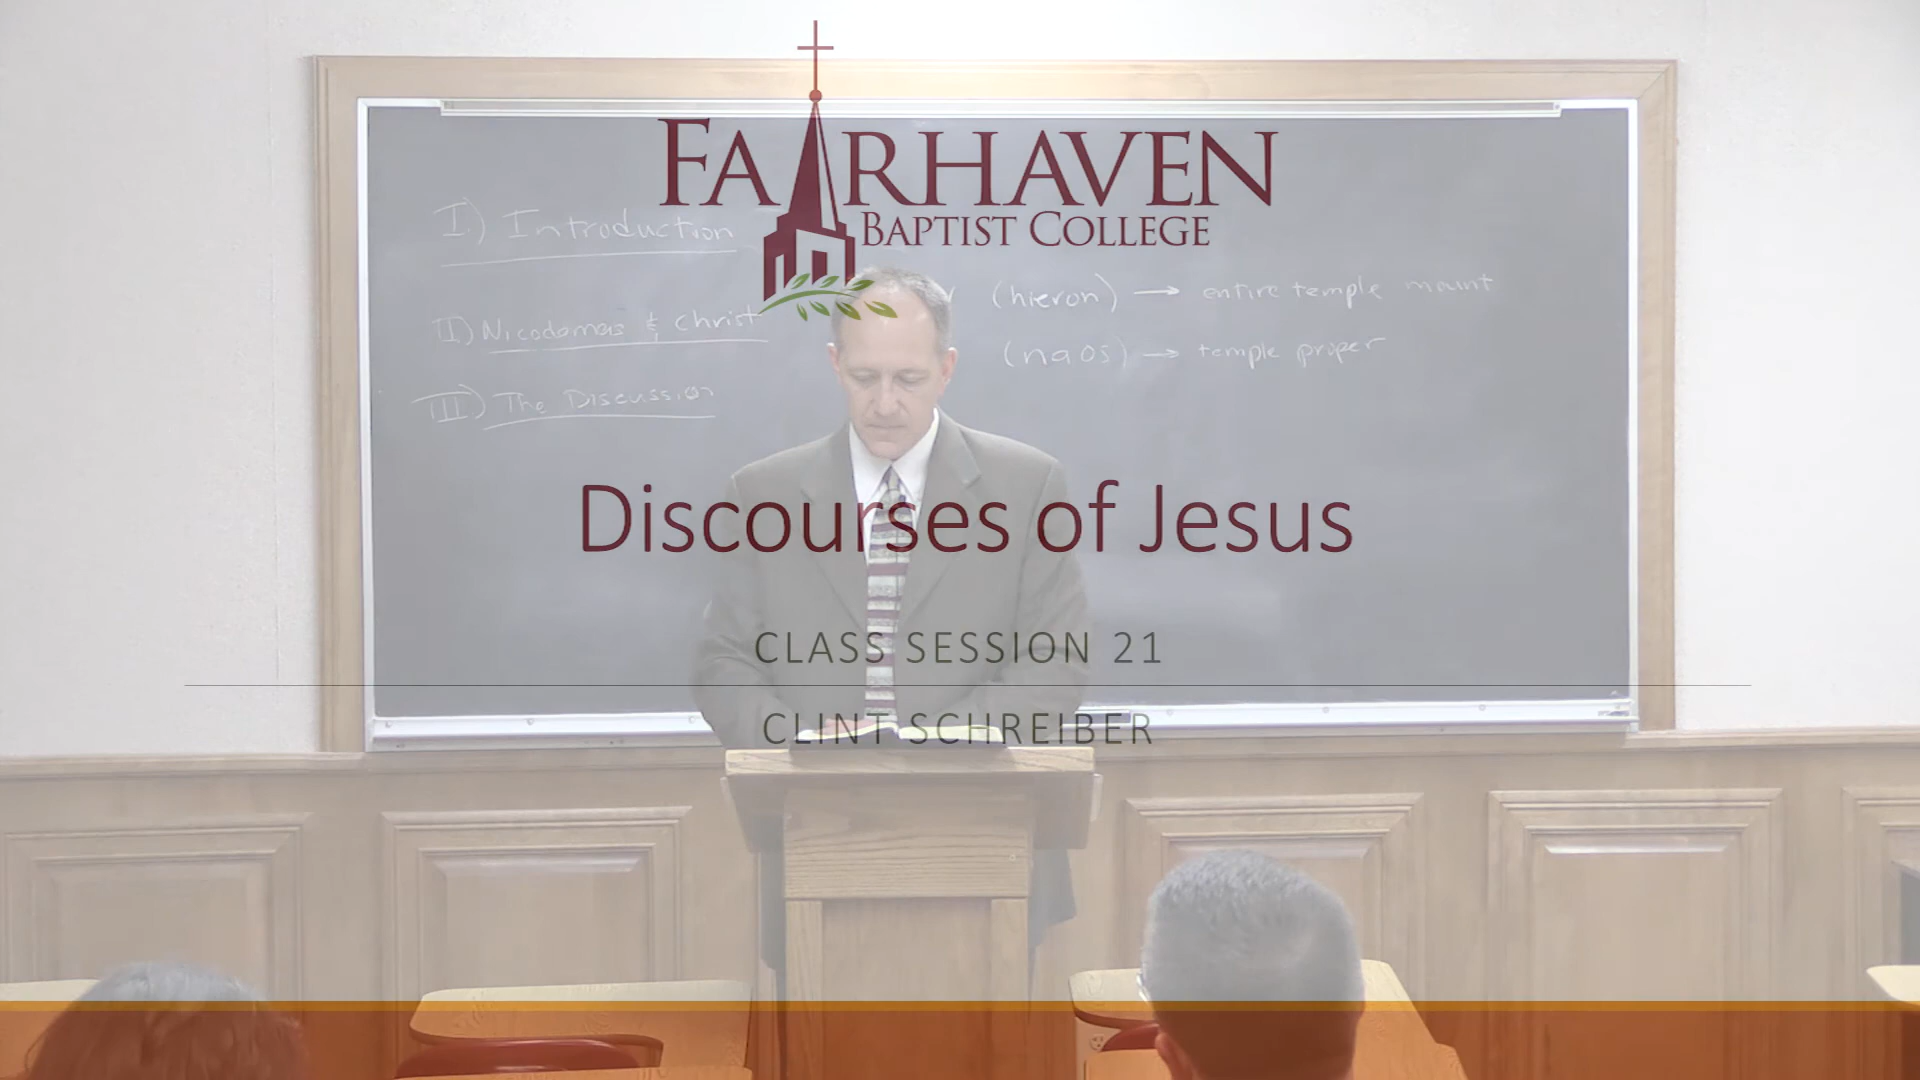 FAIRHAVEN
BAPTIST COLLEGE
I) Introduction
(hieron) → entire temple mount
II) Nicodomas & Christ
(naos) → temple proper
III) The Discussion
Discourses of Jesus
CLASS SESSION 21
CLINT SCHREIBER